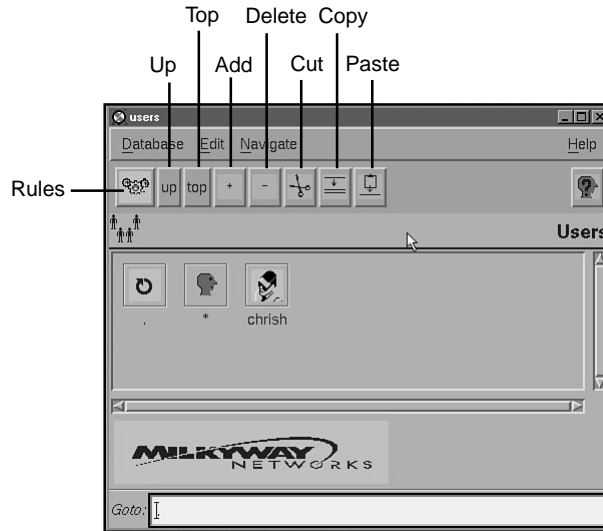 Top Delete Copy
Up Add Cut Paste
users
Database Edit Navigate Help
Rules
up top + -
Users
. * chrish
MILKYWAY
NETWORKS
Goto: